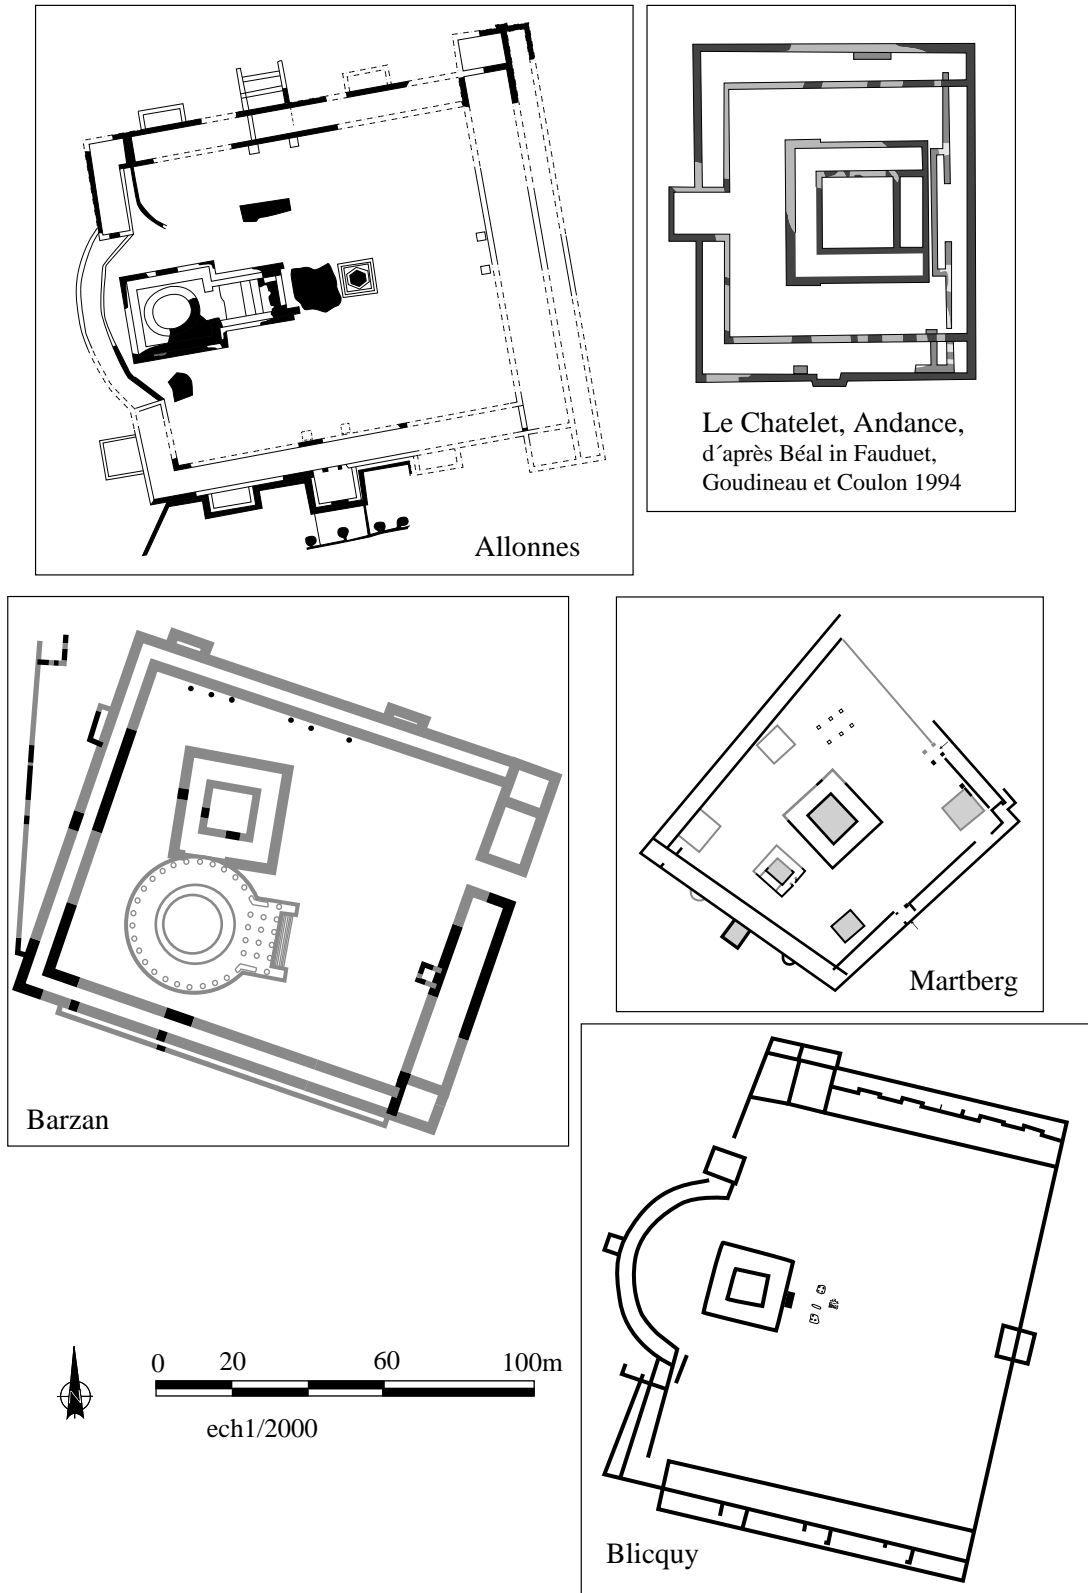 Allonnes
Le Chatelet, Andance,
d´après Béal in Fauduet,
Goudineau et Coulon 1994
Barzan
Martberg
Blicquy
N
0 20 60 100m
ech1/2000